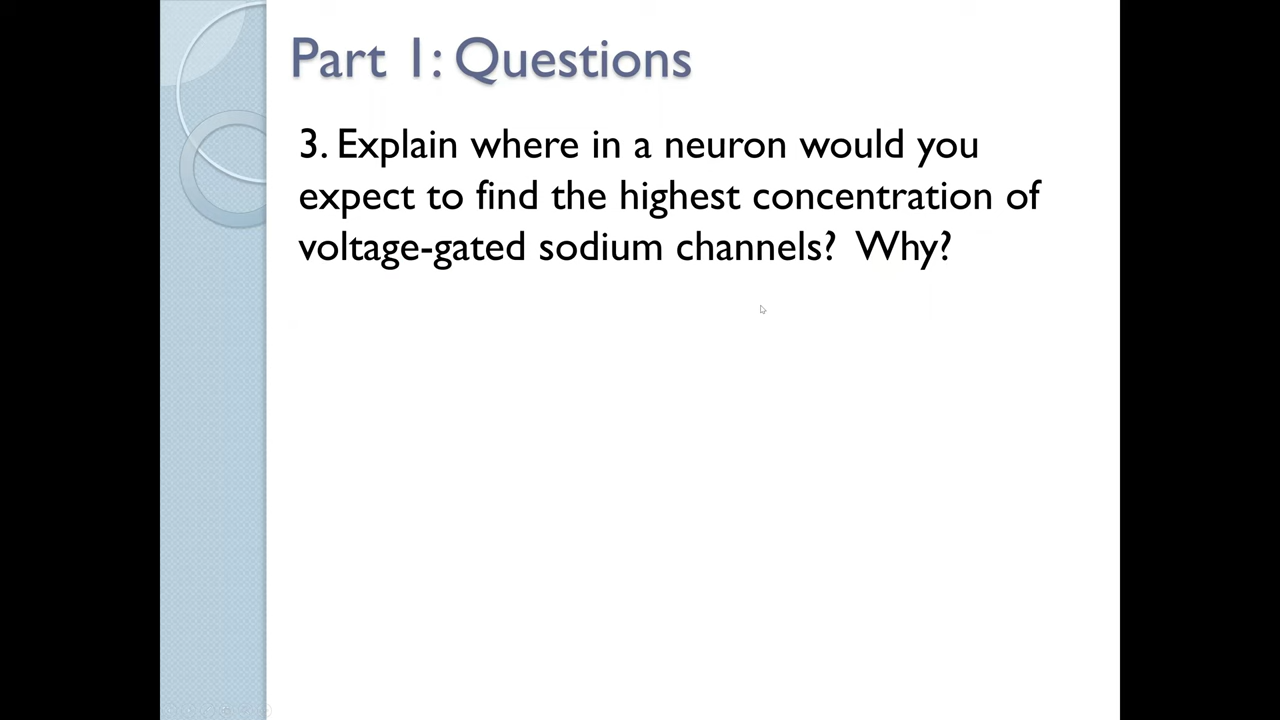 Part 1: Questions
3. Explain where in a neuron would you
expect to find the highest concentration of
voltage-gated sodium channels?  Why?